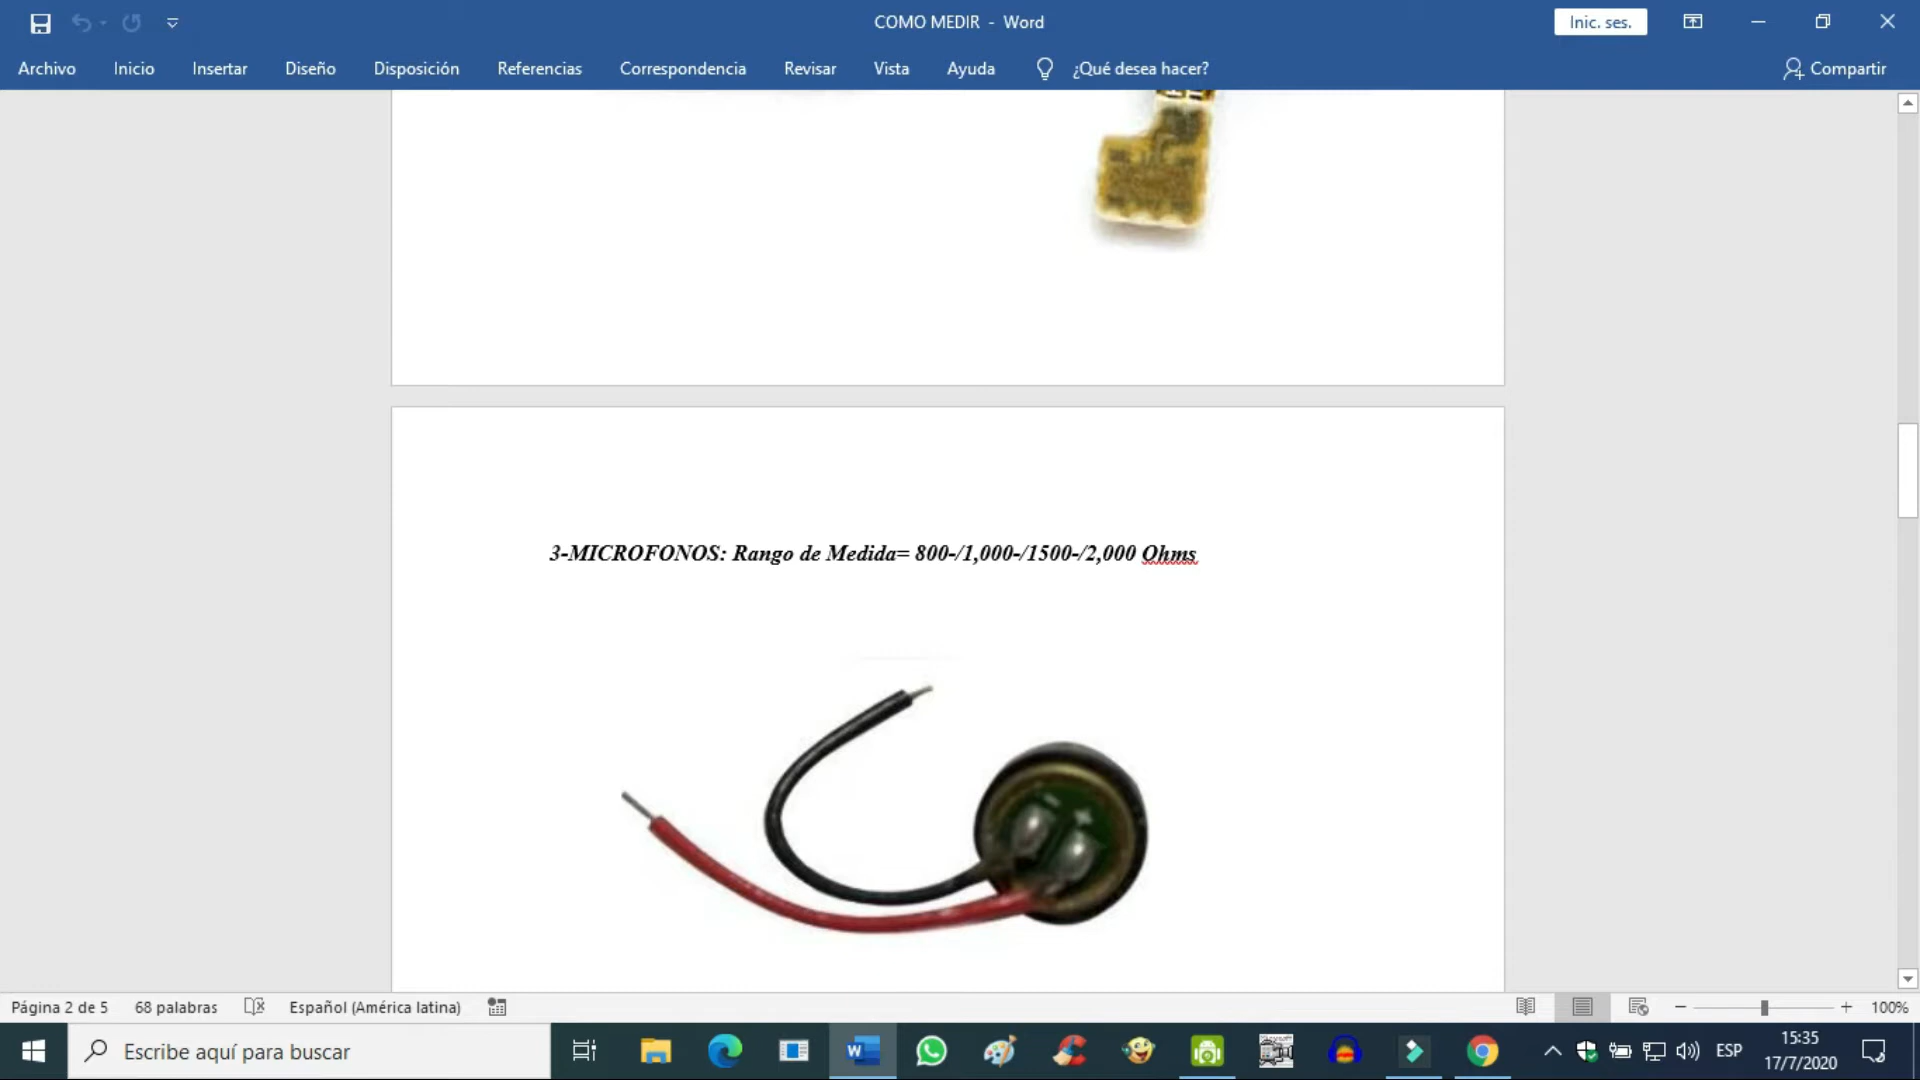 COMO MEDIR - Word
Inic. ses.
Archivo Inicio Insertar Diseño Disposición Referencias Correspondencia Revisar Vista Ayuda ¿Qué desea hacer? Compartir
3-MICROFONOS: Rango de Medida= 800-/1,000-/1500-/2,000 Ohms
Página 2 de 5 68 palabras Español (América latina) 100%
Escribe aquí para buscar
ESP
15:35
17/7/2020